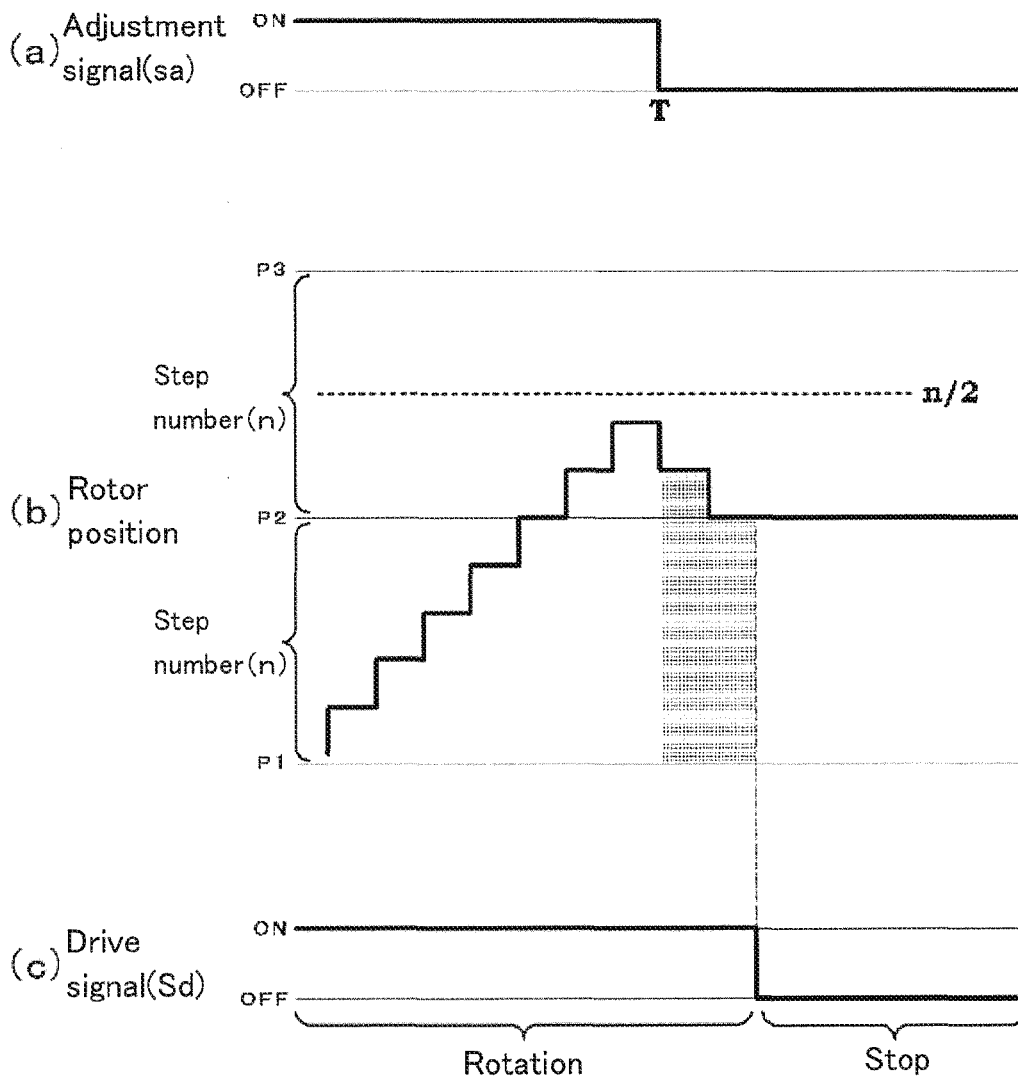 ON
(a) Adjustment
signal(sa)
OFF
T
P3
Step
number(n)
n/2
(b) Rotor
position
P2
Step
number(n)
P1
ON
(c) Drive
signal(Sd)
OFF
Rotation
Stop